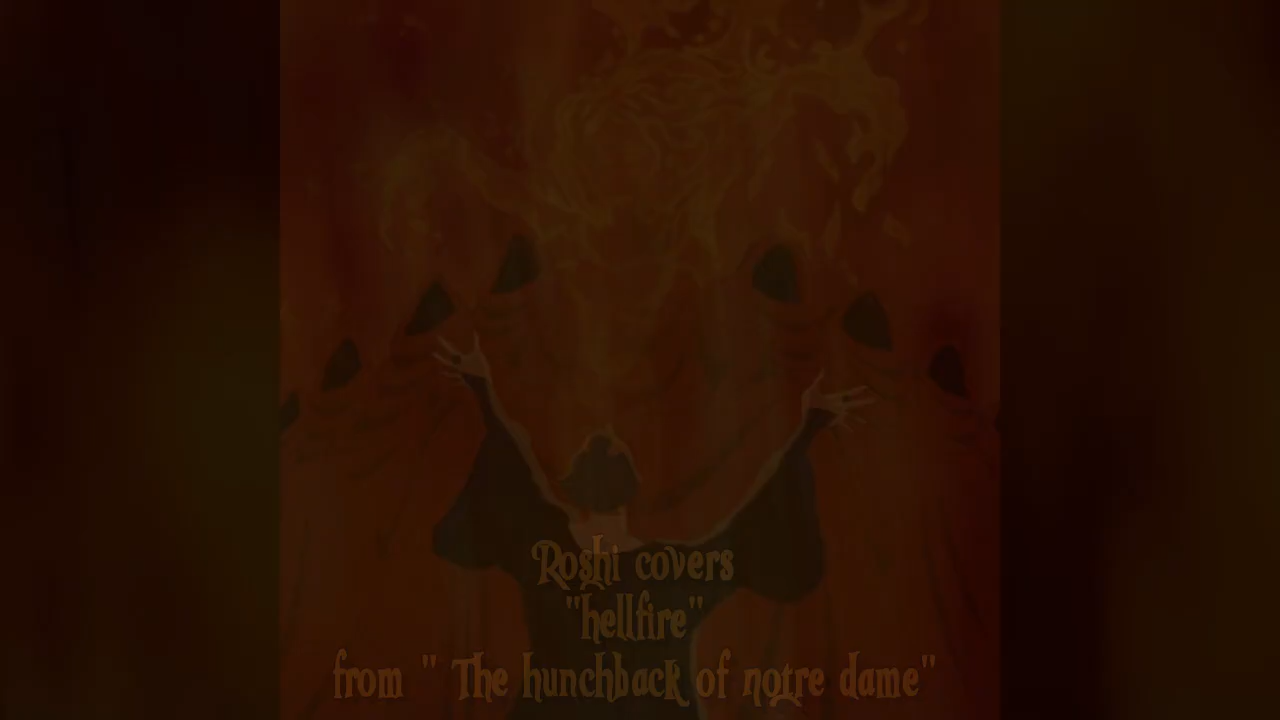 Roshi covers
"hellfire"
from " The hunchback of notre dame"